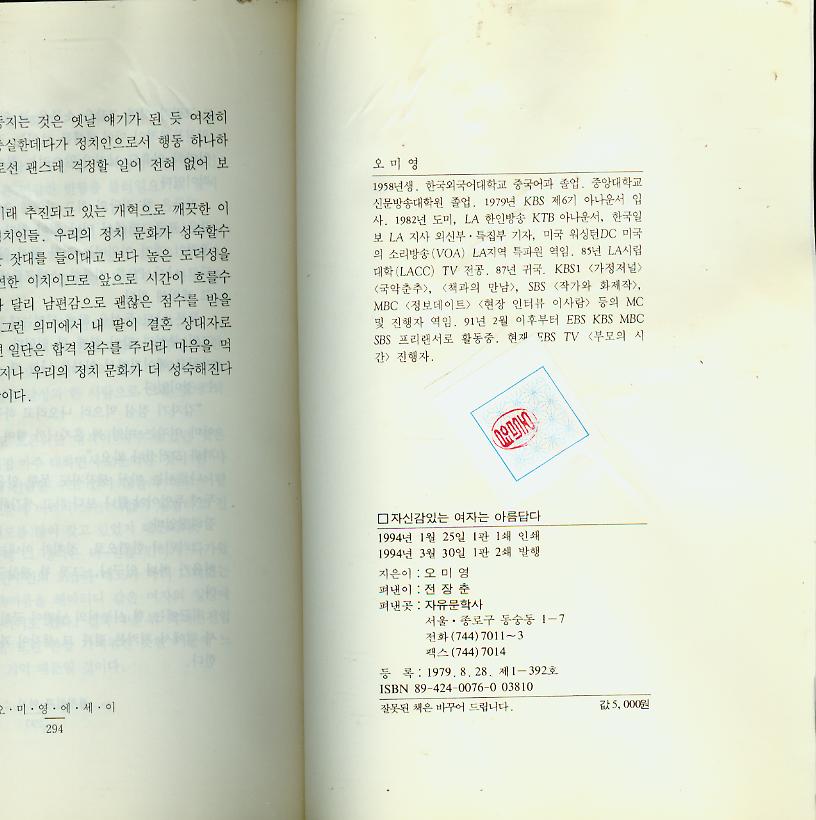 지는 것은 옛날 얘기가 된 듯 여전히
충실한데다가 정치인으로서 행동 하나하
로선 괜스레 걱정할 일이 전혀 없어 보
이래 추진되고 있는 개혁으로 깨끗한 이
정치인들. 우리의 정치 문화가 성숙할수
잣대를 들이대고 보다 높은 도덕성을
연한 이치이므로 앞으로 시간이 흐를수
달리 남편감으로 괜찮은 점수를 받을
그런 의미에서 내 딸이 결혼 상대자로
일단은 합격 점수를 주리라 마음을 먹
지나 우리의 정치 문화가 더 성숙해진다
이다.
오·미·영·에·세·이
294
오 미 영
1958년생. 한국외국어대학교 중국어과 졸업. 중앙대학교
신문방송대학원 졸업. 1979년 KBS 제6기 아나운서 입
사. 1982년 도미, LA 한인방송 KTB 아나운서, 한국일
보 LA 지사 외신부·특집부 기자, 미국 워싱턴DC 미국
의 소리방송(VOA) LA지역 특파원 역임. 85년 LA시립
대학(LACC) TV 전공. 87년 귀국. KBS1 〈가정저널〉
〈국악춘추〉, 〈책과의 만남〉, SBS 〈작가와 화제작〉,
MBC 〈정보데이트〉 〈현장 인터뷰 이사람〉 등의 MC
및 진행자 역임. 91년 2월 이후부터 EBS KBS MBC
SBS 프리랜서로 활동중. 현재 EBS TV 〈부모의 시
간〉 진행자.
□자신감있는 여자는 아름답다
1994년 1월 25일 1판 1쇄 인쇄
1994년 3월 30일 1판 2쇄 발행
지은이 : 오 미 영
펴낸이 : 전 장 춘
펴낸곳 : 자유문학사
서울·종로구 동숭동 1-7
전화 (744) 7011~3
팩스 (744) 7014
등 록 : 1979. 8. 28. 제1-392호
ISBN 89-424-0076-0 03810
잘못된 책은 바꾸어 드립니다.
값 5,000원